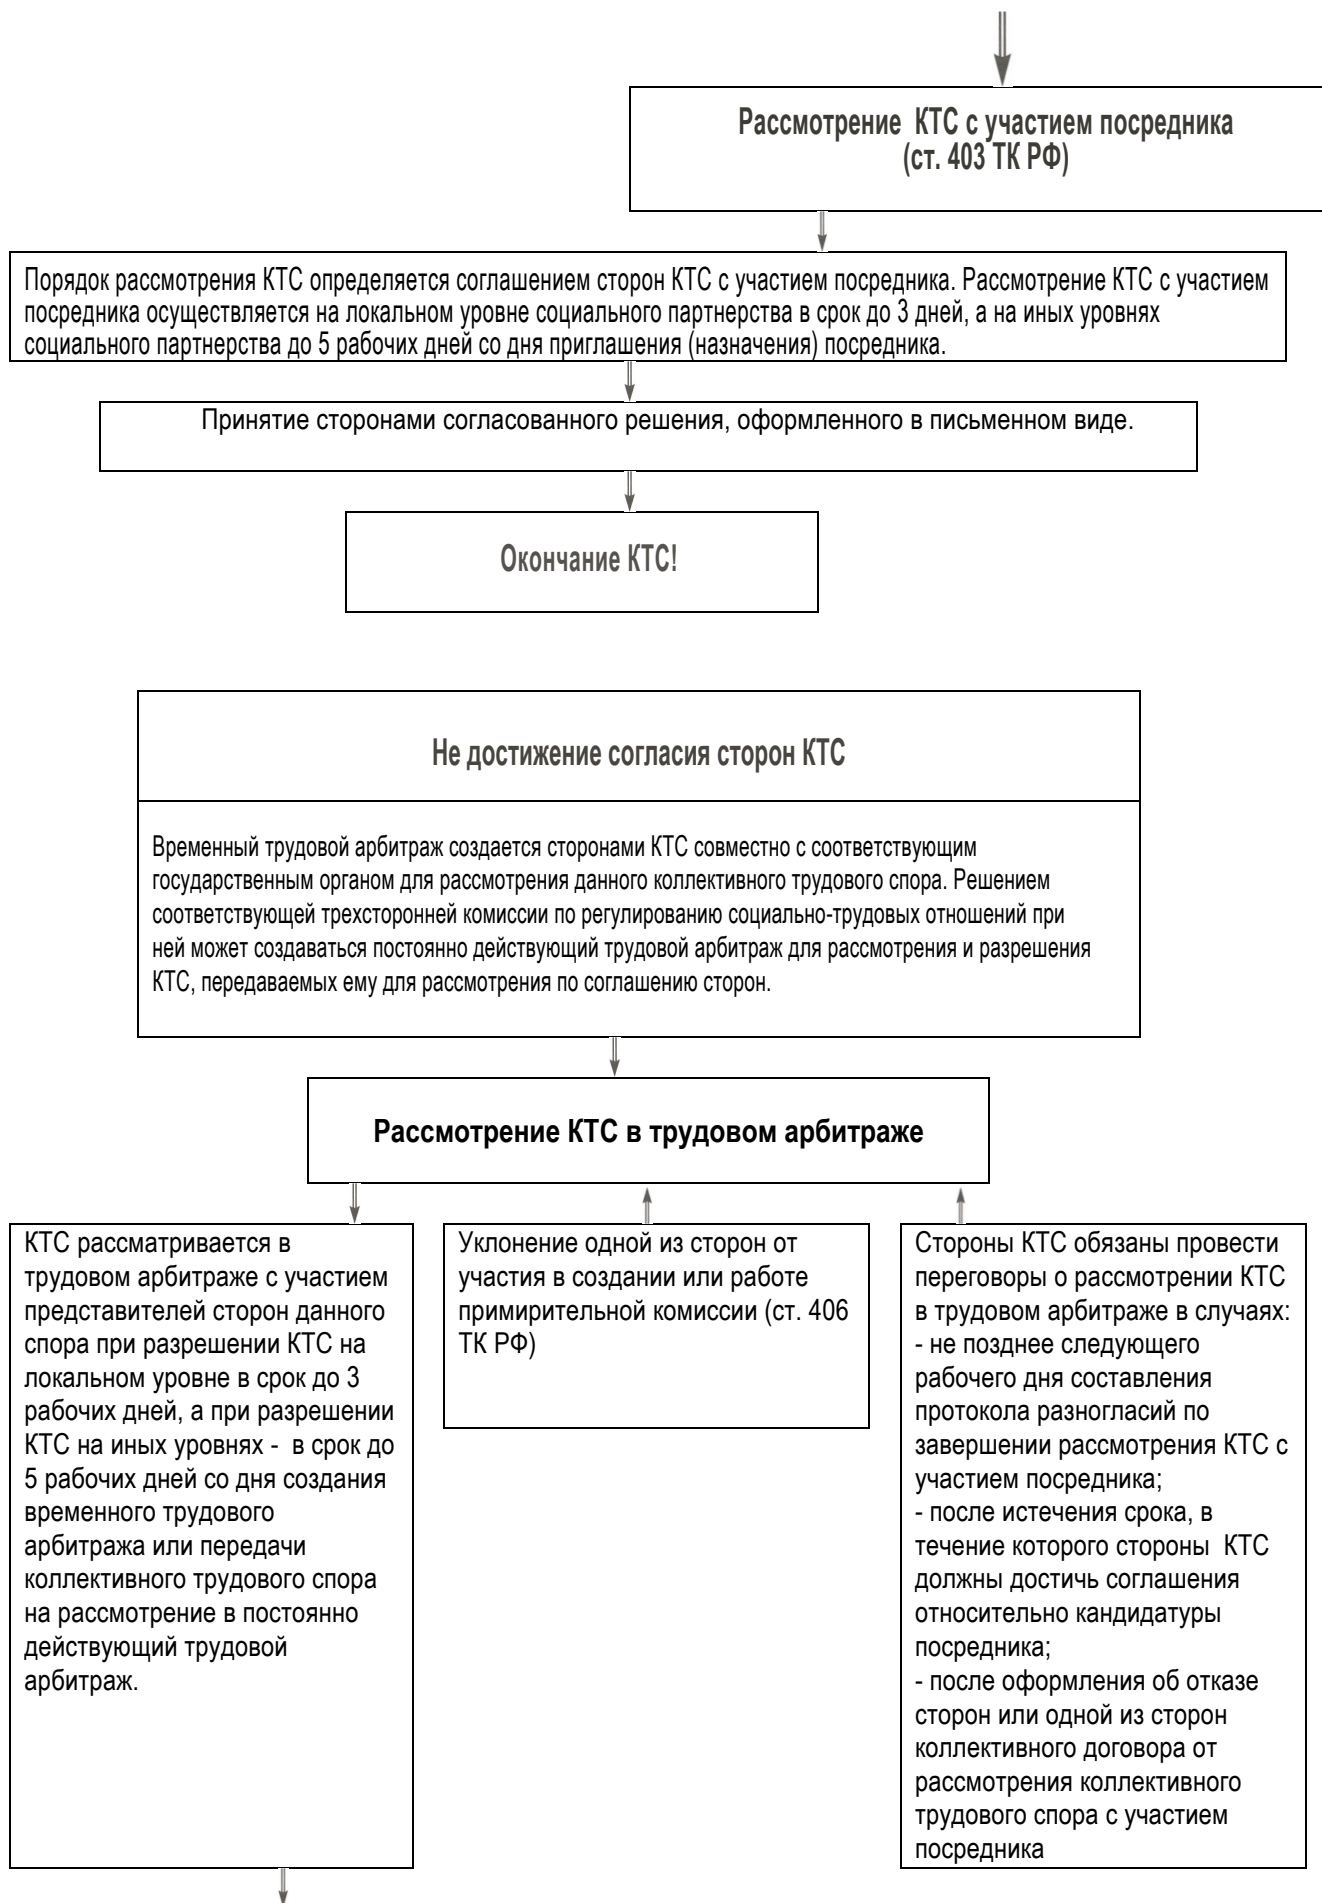 Рассмотрение КТС с участием посредника
(ст. 403 ТК РФ)
Порядок рассмотрения КТС определяется соглашением сторон КТС с участием посредника. Рассмотрение КТС с участием
посредника осуществляется на локальном уровне социального партнерства в срок до 3 дней, а на иных уровнях
социального партнерства до 5 рабочих дней со дня приглашения (назначения) посредника.
Принятие сторонами согласованного решения, оформленного в письменном виде.
Окончание КТС!
Не достижение согласия сторон КТС
Временный трудовой арбитраж создается сторонами КТС совместно с соответствующим
государственным органом для рассмотрения данного коллективного трудового спора. Решением
соответствующей трехсторонней комиссии по регулированию социально-трудовых отношений при
ней может создаваться постоянно действующий трудовой арбитраж для рассмотрения и разрешения
КТС, передаваемых ему для рассмотрения по соглашению сторон.
Рассмотрение КТС в трудовом арбитраже
КТС рассматривается в
трудовом арбитраже с участием
представителей сторон данного
спора при разрешении КТС на
локальном уровне в срок до 3
рабочих дней, а при разрешении
КТС на иных уровнях - в срок до
5 рабочих дней со дня создания
временного трудового
арбитража или передачи
коллективного трудового спора
на рассмотрение в постоянно
действующий трудовой
арбитраж.
Уклонение одной из сторон от
участия в создании или работе
примирительной комиссии (ст. 406
ТК РФ)
Стороны КТС обязаны провести
переговоры о рассмотрении КТС
в трудовом арбитраже в случаях:
- не позднее следующего
рабочего дня составления
протокола разногласий по
завершении рассмотрения КТС с
участием посредника;
- после истечения срока, в
течение которого стороны КТС
должны достичь соглашения
относительно кандидатуры
посредника;
- после оформления об отказе
сторон или одной из сторон
коллективного договора от
рассмотрения коллективного
трудового спора с участием
посредника